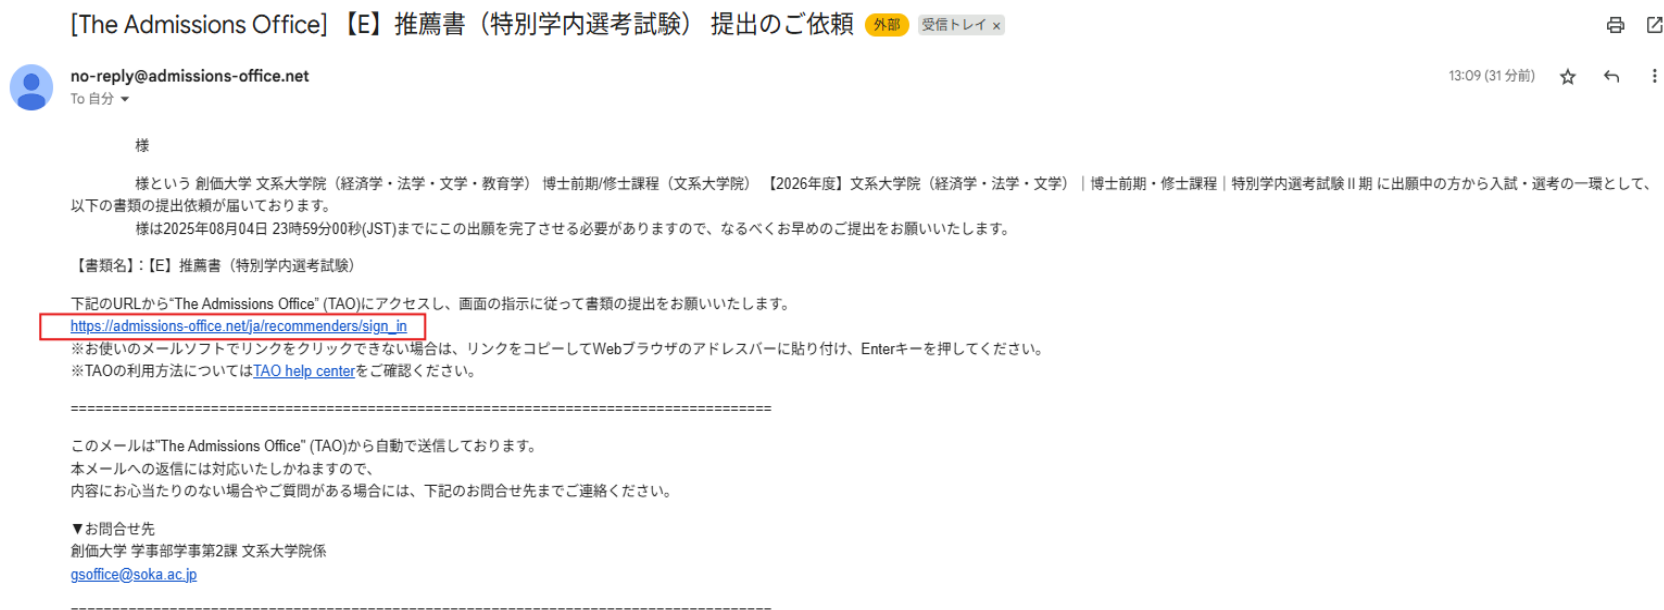 [The Admissions Office] 【E】推薦書（特別学内選考試験） 提出のご依頼 外部 受信トレイ ×
no-reply@admissions-office.net
13:09 (31 分前)
To 自分
様
様という 創価大学 文系大学院（経済学・法学・文学・教育学） 博士前期/修士課程（文系大学院） 【2026年度】文系大学院（経済学・法学・文学）｜博士前期・修士課程｜特別学内選考試験Ⅱ期 に出願中の方から入試・選考の一環として、
以下の書類の提出依頼が届いております。
様は2025年08月04日 23時59分00秒(JST)までにこの出願を完了させる必要がありますので、なるべくお早めのご提出をお願いいたします。
【書類名】:【E】推薦書（特別学内選考試験）
下記のURLから“The Admissions Office” (TAO)にアクセスし、画面の指示に従って書類の提出をお願いいたします。
https://admissions-office.net/ja/recommenders/sign_in
※お使いのメールソフトでリンクをクリックできない場合は、リンクをコピーしてWebブラウザのアドレスバーに貼り付け、Enterキーを押してください。
※TAOの利用方法についてはTAO help centerをご確認ください。
=====================================================================================
このメールは"The Admissions Office" (TAO)から自動で送信しております。
本メールへの返信には対応いたしかねますので、
内容にお心当たりのない場合やご質問がある場合には、下記のお問合せ先までご連絡ください。
▼お問合せ先
創価大学 学事部学事第2課 文系大学院係
gsoffice@soka.ac.jp
=====================================================================================